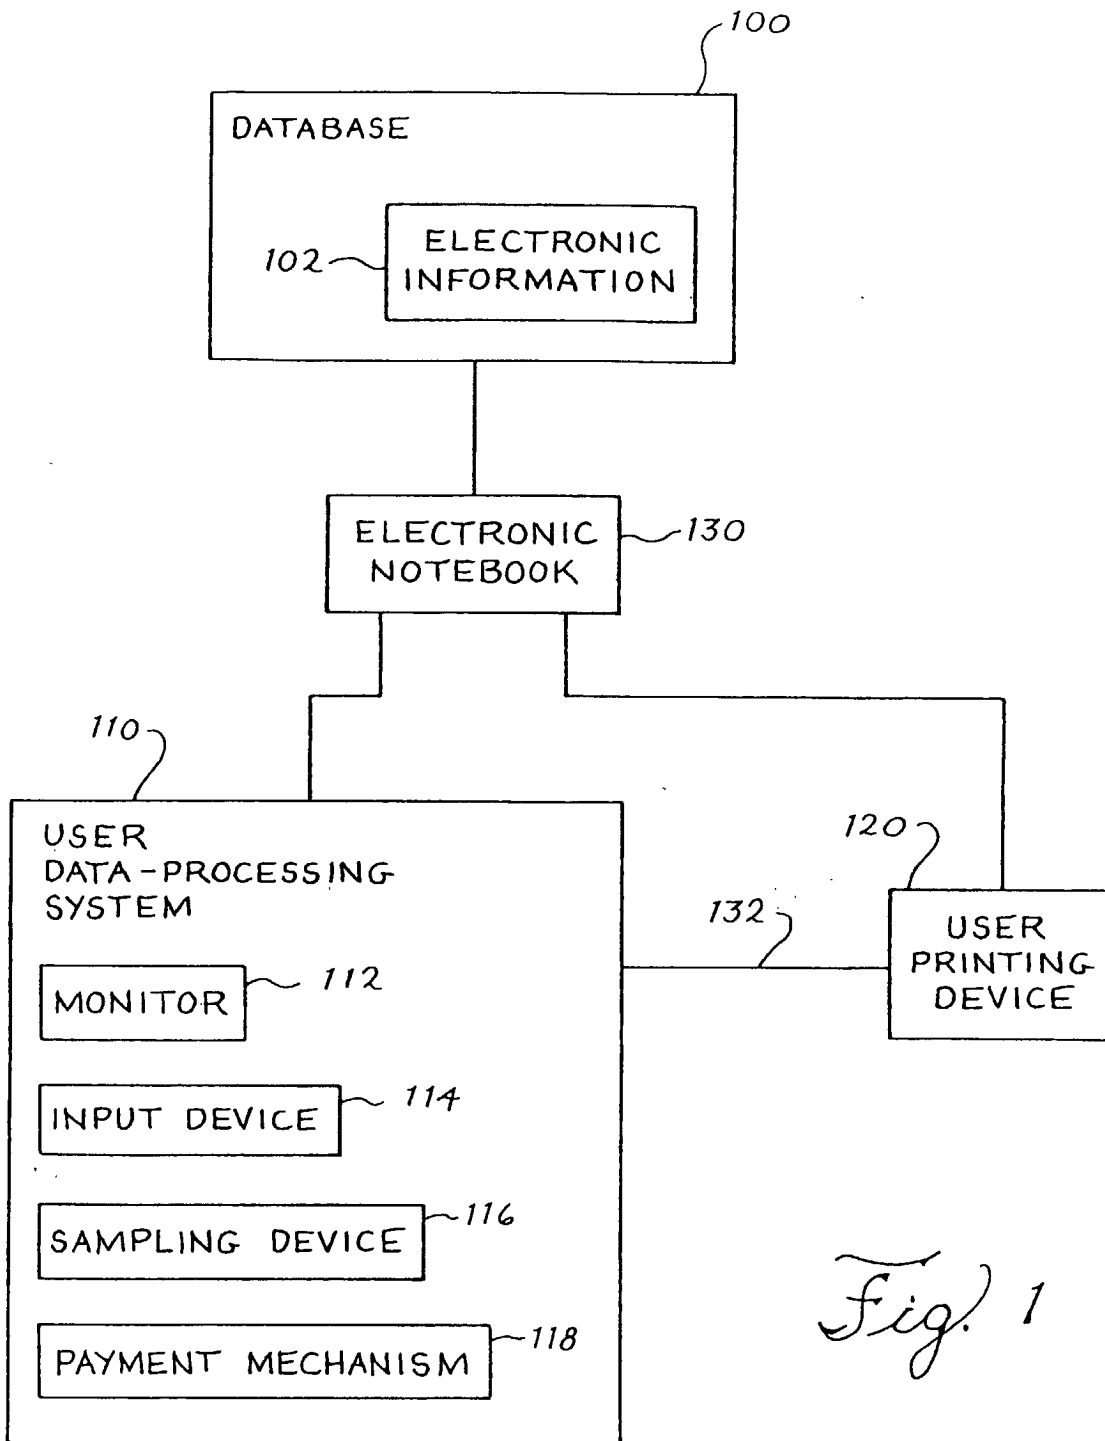 100
DATABASE
102
ELECTRONIC
INFORMATION
ELECTRONIC
NOTEBOOK
130
110
USER
DATA-PROCESSING
SYSTEM
MONITOR
112
INPUT DEVICE
114
SAMPLING DEVICE
116
PAYMENT MECHANISM
118
132
120
USER
PRINTING
DEVICE
Fig. 1